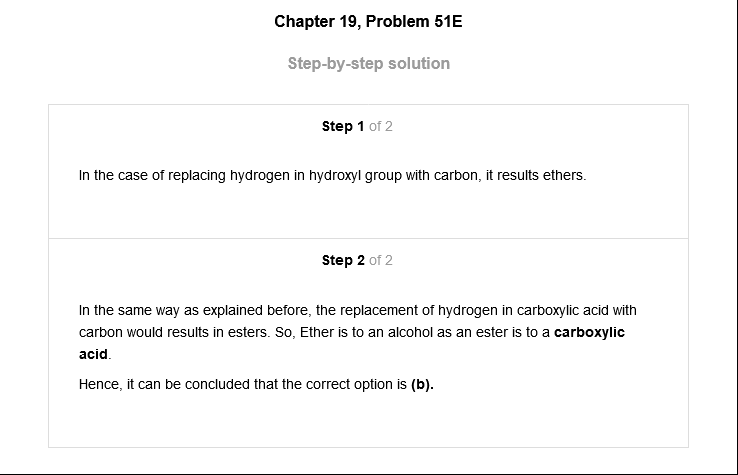 Chapter 19, Problem 51E
Step-by-step solution
Step 1 of 2
In the case of replacing hydrogen in hydroxyl group with carbon, it results ethers.
Step 2 of 2
In the same way as explained before, the replacement of hydrogen in carboxylic acid with
carbon would results in esters. So, Ether is to an alcohol as an ester is to a carboxylic
acid.
Hence, it can be concluded that the correct option is (b).